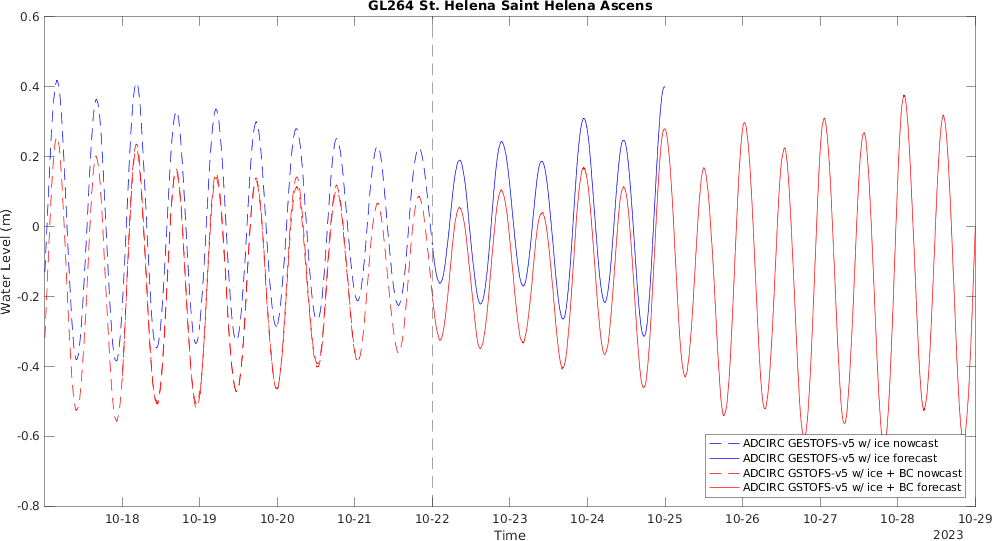 GL264 St. Helena Saint Helena Ascens
0.6
0.4
0.2
0
-0.2
-0.4
-0.6
-0.8
Water Level (m)
10-18 10-19 10-20 10-21 10-22 10-23 10-24 10-25 10-26 10-27 10-28 10-29
Time
2023
ADCIRC GESTOFS-v5 w/ ice nowcast
ADCIRC GESTOFS-v5 w/ ice forecast
ADCIRC GSTOFS-v5 w/ ice + BC nowcast
ADCIRC GSTOFS-v5 w/ ice + BC forecast